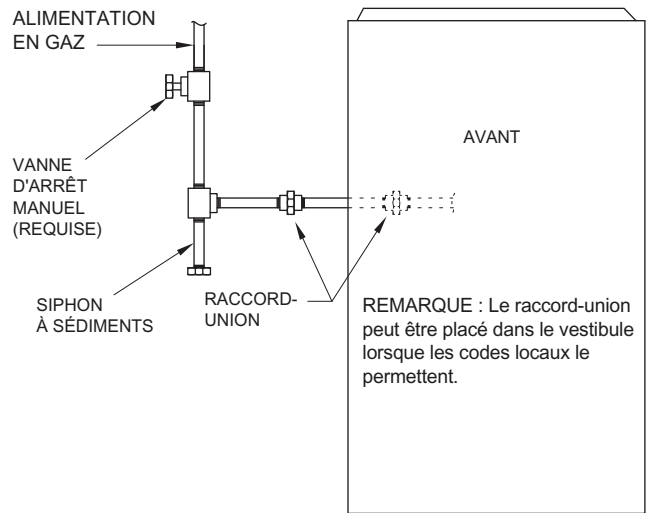 ALIMENTATION
EN GAZ
AVANT
VANNE
D'ARRÊT
MANUEL
(REQUISE)
SIPHON
À SÉDIMENTS
RACCORD-
UNION
REMARQUE : Le raccord-union
peut être placé dans le vestibule
lorsque les codes locaux le
permettent.